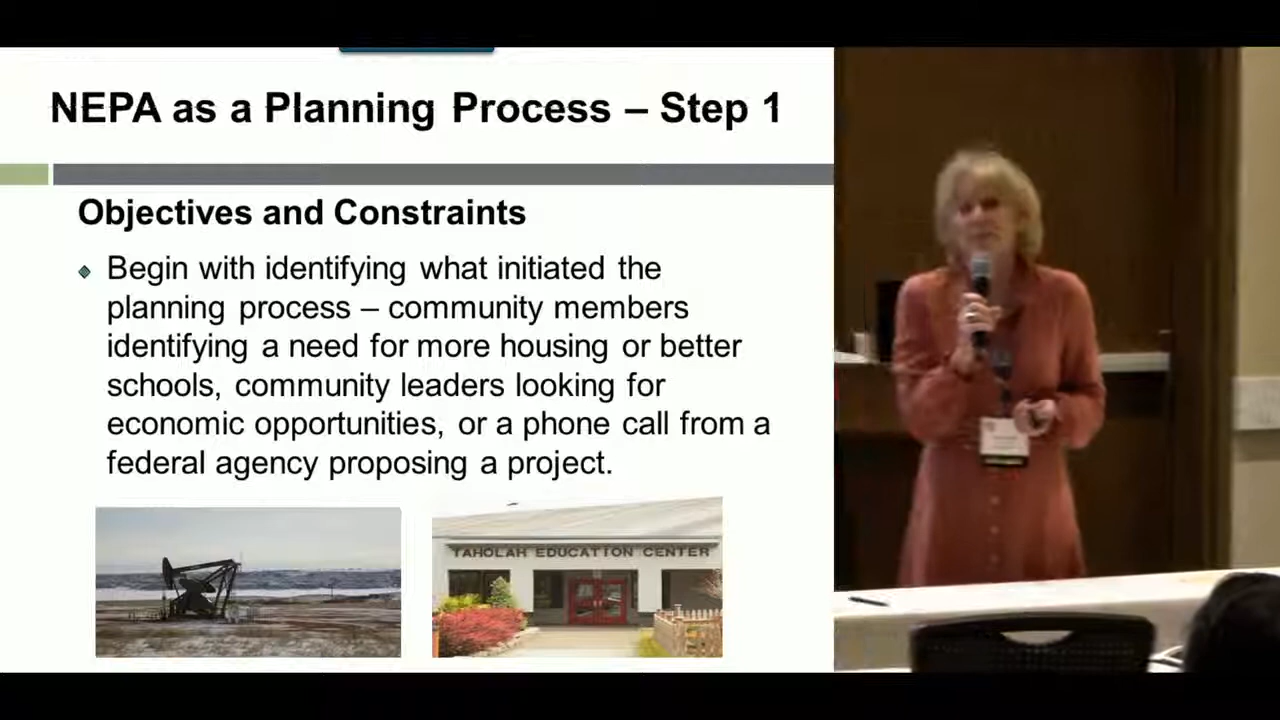 NEPA as a Planning Process – Step 1
Objectives and Constraints
Begin with identifying what initiated the
planning process – community members
identifying a need for more housing or better
schools, community leaders looking for
economic opportunities, or a phone call from a
federal agency proposing a project.
TAHOLAH EDUCATION CENTER